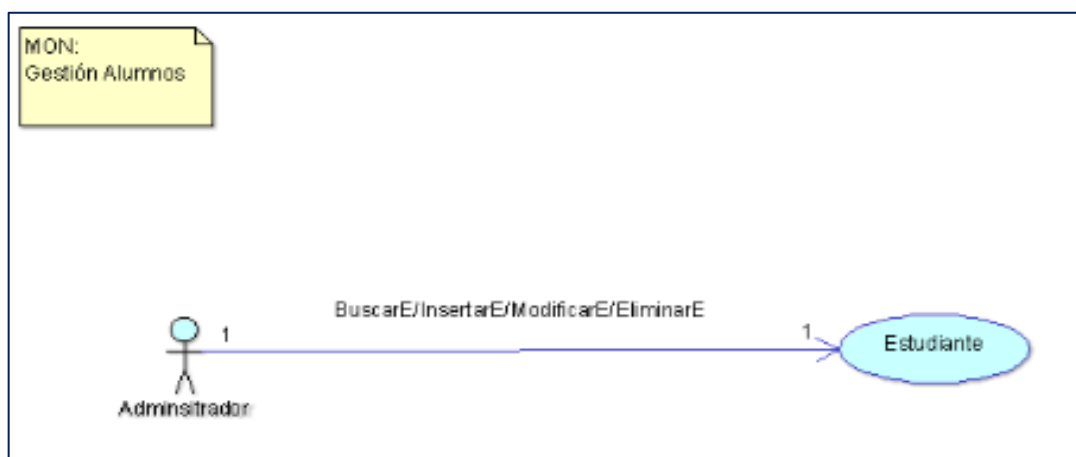 MON:
Gestión Alumnos
BuscarE/InsertarE/ModificarE/EliminarE
1
1
Estudiante
Adminsitrador